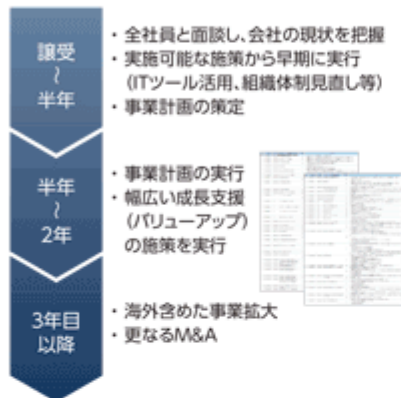 譲受
～
半年
・全社員と面談し、会社の現状を把握
・実施可能な施策から早期に実行
(ITツール活用、組織体制見直し等)
・事業計画の策定
半年
～
2年
・事業計画の実行
・幅広い成長支援
(バリューアップ)
の施策を実行
3年目
以降
・海外含めた事業拡大
・更なるM&A